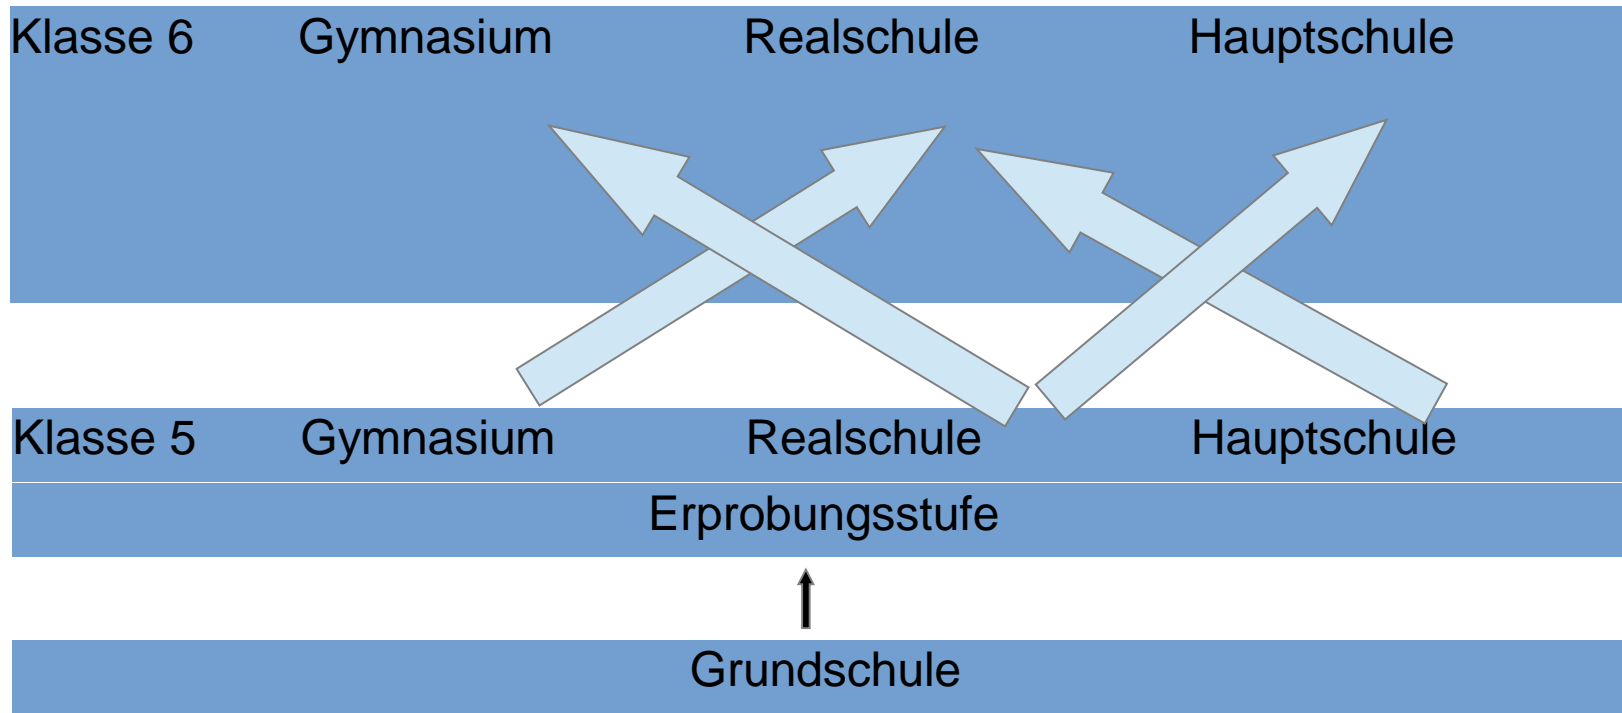 Klasse 6 Gymnasium Realschule Hauptschule
Klasse 5 Gymnasium Realschule Hauptschule
Erprobungsstufe
Grundschule